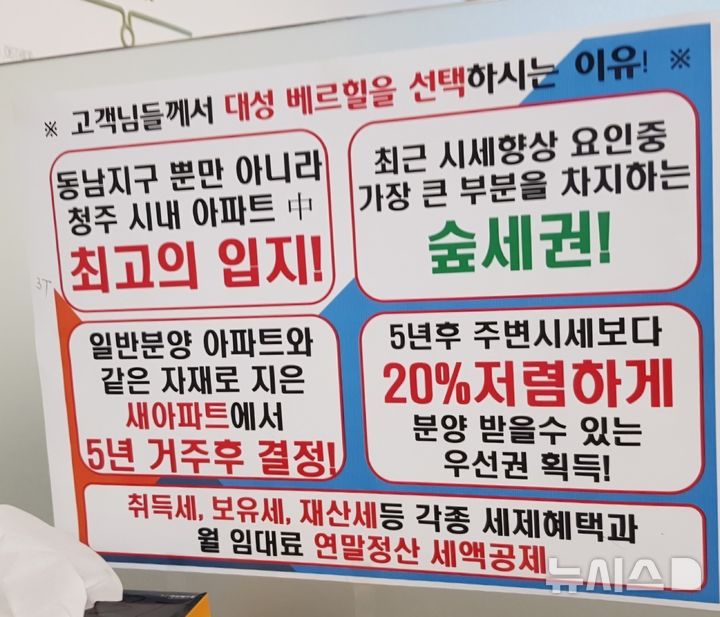 ※ 고객님들께서 대성 베르힐을 선택하시는 이유! ※
동남지구 뿐만 아니라
청주 시내 아파트 中
최고의 입지!
최근 시세향상 요인중
가장 큰 부분을 차지하는
숲세권!
일반분양 아파트와
같은 자재로 지은
새아파트에서
5년 거주후 결정!
5년후 주변시세보다
20%저렴하게
분양 받을수 있는
우선권 획득!
취득세, 보유세, 재산세등 각종 세제혜택과
월 임대료 연말정산 세액공제
뉴시스